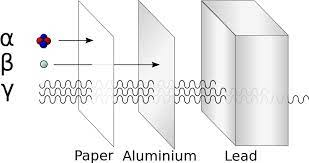 α
β
γ
Paper Aluminium Lead